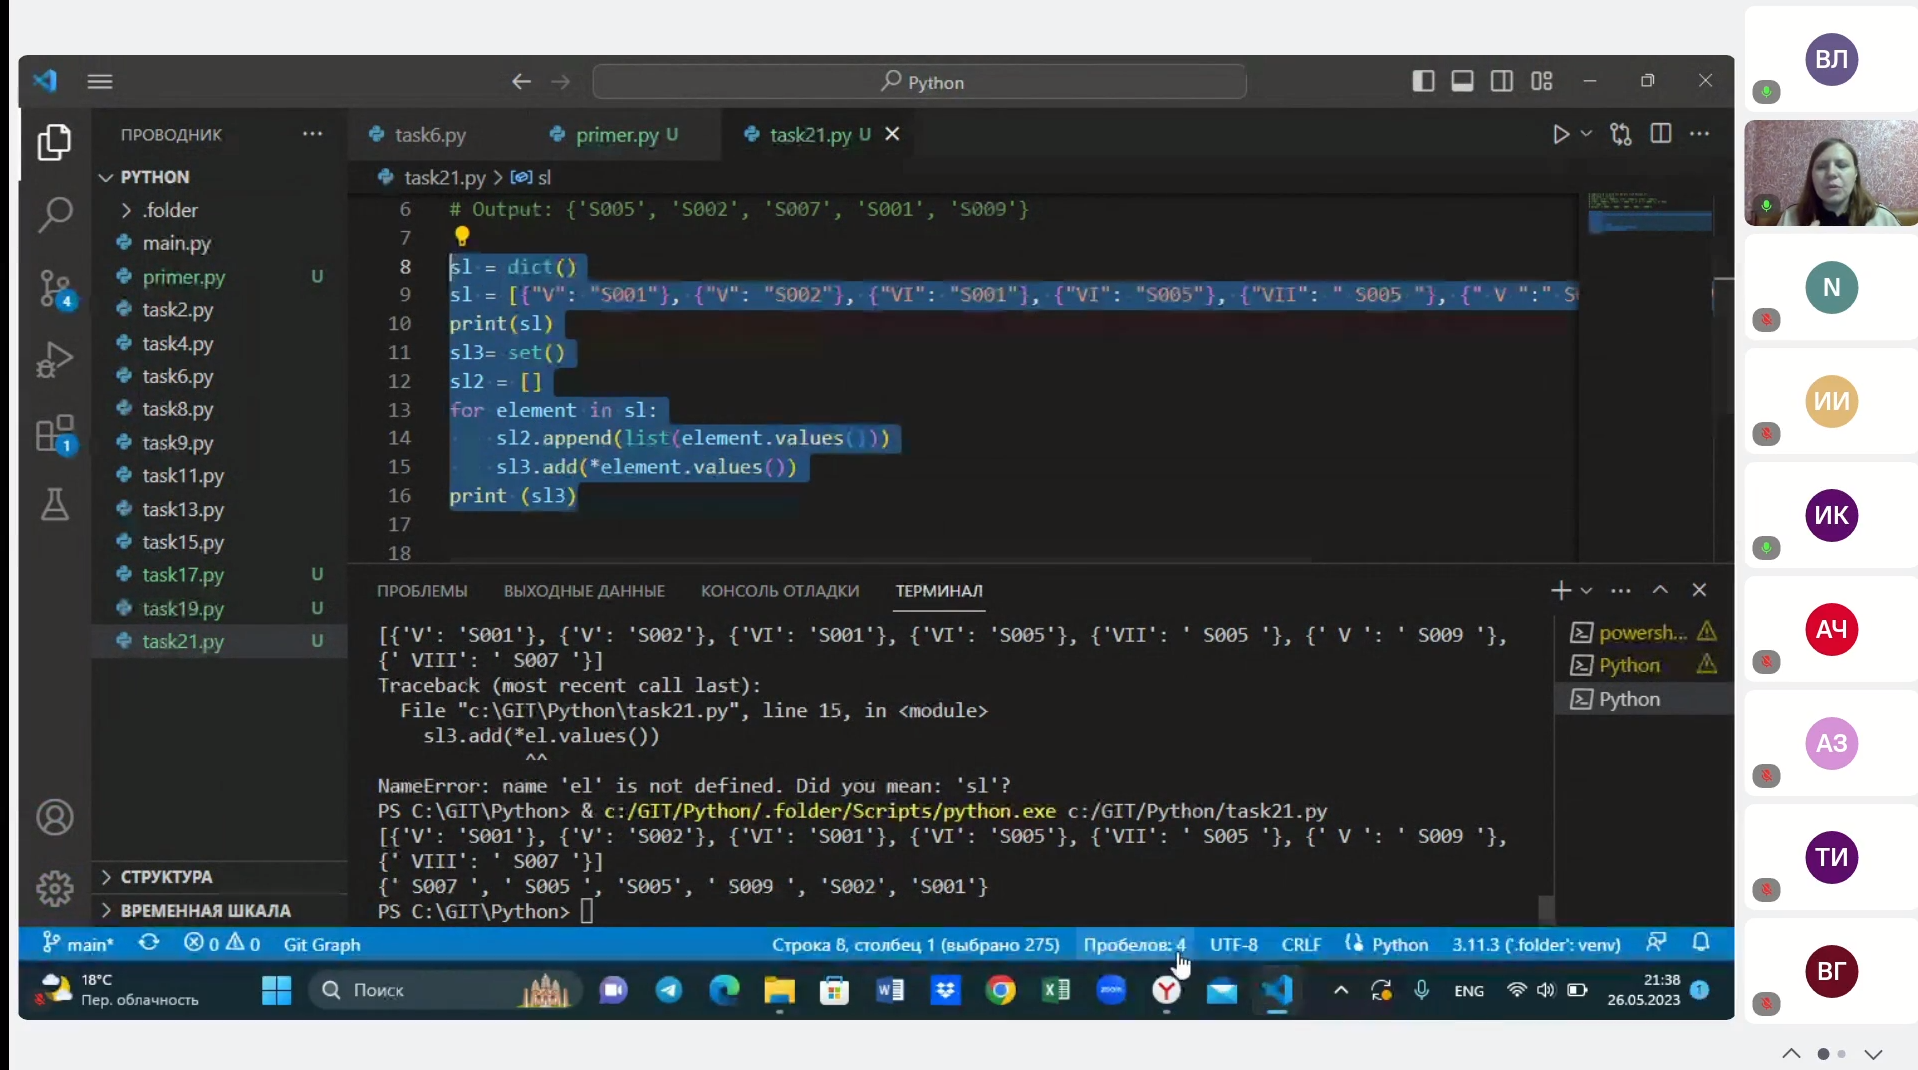 Python
ПРОВОДНИК
PYTHON
.folder
main.py
primer.py U
task2.py
task4.py
task6.py
task8.py
task9.py
task11.py
task13.py
task15.py
task17.py U
task19.py U
task21.py U
СТРУКТУРА
ВРЕМЕННАЯ ШКАЛА
4
1
task6.py
primer.py U
task21.py U
task21.py > sl
6 # Output: {'S005', 'S002', 'S007', 'S001', 'S009'}
7
8 sl = dict()
9 sl = [{"V": "S001"}, {"V": "S002"}, {"VI": "S001"}, {"VI": "S005"}, {"VII": " S005 "}, {" V ":" S
10 print(sl)
11 sl3= set()
12 sl2 = []
13 for element in sl:
14 sl2.append(list(element.values()))
15 sl3.add(*element.values())
16 print (sl3)
17
18
ПРОБЛЕМЫ ВЫХОДНЫЕ ДАННЫЕ КОНСОЛЬ ОТЛАДКИ ТЕРМИНАЛ
[{'V': 'S001'}, {'V': 'S002'}, {'VI': 'S001'}, {'VI': 'S005'}, {'VII': ' S005 '}, {' V ': ' S009 '},
{' VIII': ' S007 '}]
Traceback (most recent call last):
File "c:\GIT\Python\task21.py", line 15, in <module>
sl3.add(*el.values())
^^
NameError: name 'el' is not defined. Did you mean: 'sl'?
PS C:\GIT\Python> & c:/GIT/Python/.folder/Scripts/python.exe c:/GIT/Python/task21.py
[{'V': 'S001'}, {'V': 'S002'}, {'VI': 'S001'}, {'VI': 'S005'}, {'VII': ' S005 '}, {' V ': ' S009 '},
{' VIII': ' S007 '}]
{' S007 ', ' S005 ', 'S005', ' S009 ', 'S002', 'S001'}
PS C:\GIT\Python>
powersh...
Python
Python
main* 0 0 Git Graph Строка 8, столбец 1 (выбрано 275) Пробелов: 4 UTF-8 CRLF Python 3.11.3 ('.folder': venv)
18°C
Пер. облачность
Поиск
zoom
ENG
21:38
26.05.2023
1
ВЛ
N
ИИ
ИК
АЧ
АЗ
ТИ
ВГ